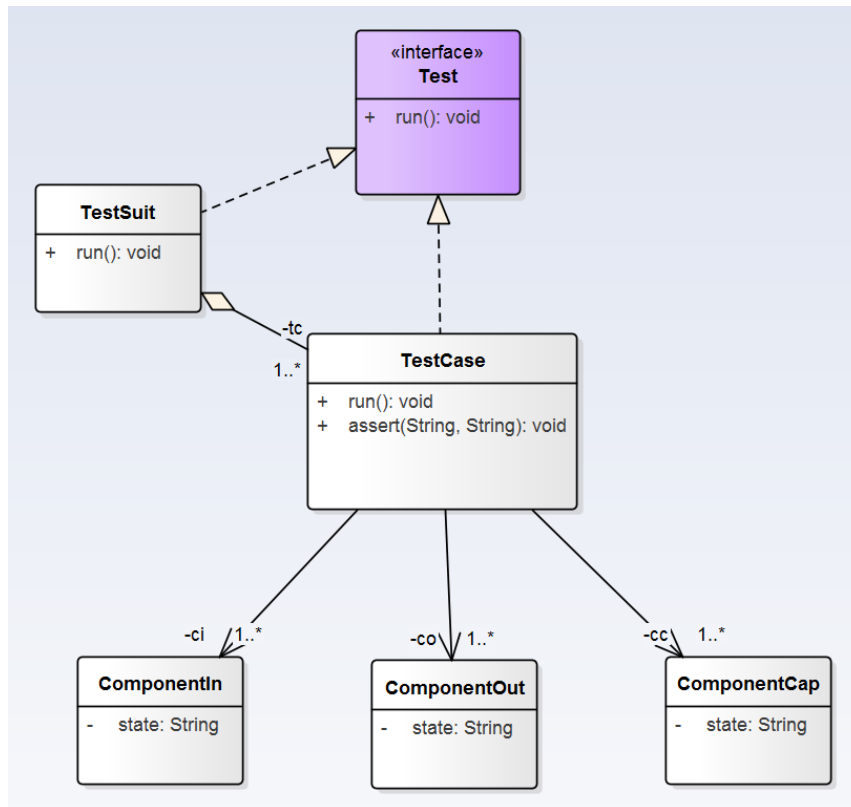 «interface»
Test
+ run(): void
TestSuit
+ run(): void
-tc
1..*
TestCase
+ run(): void
+ assert(String, String): void
-ci 1..*
-co 1..*
-cc 1..*
ComponentIn
- state: String
ComponentOut
- state: String
ComponentCap
- state: String